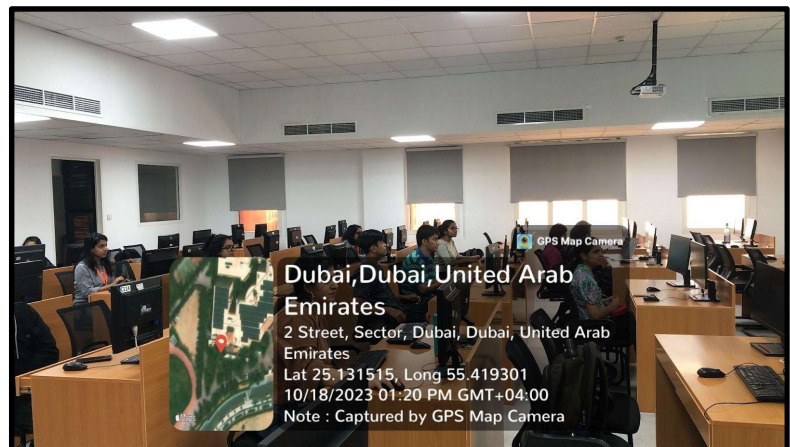 GPS Map Camera
Dubai,Dubai,United Arab
Emirates
2 Street, Sector, Dubai, Dubai, United Arab
Emirates
Lat 25.131515, Long 55.419301
10/18/2023 01:20 PM GMT+04:00
Note : Captured by GPS Map Camera